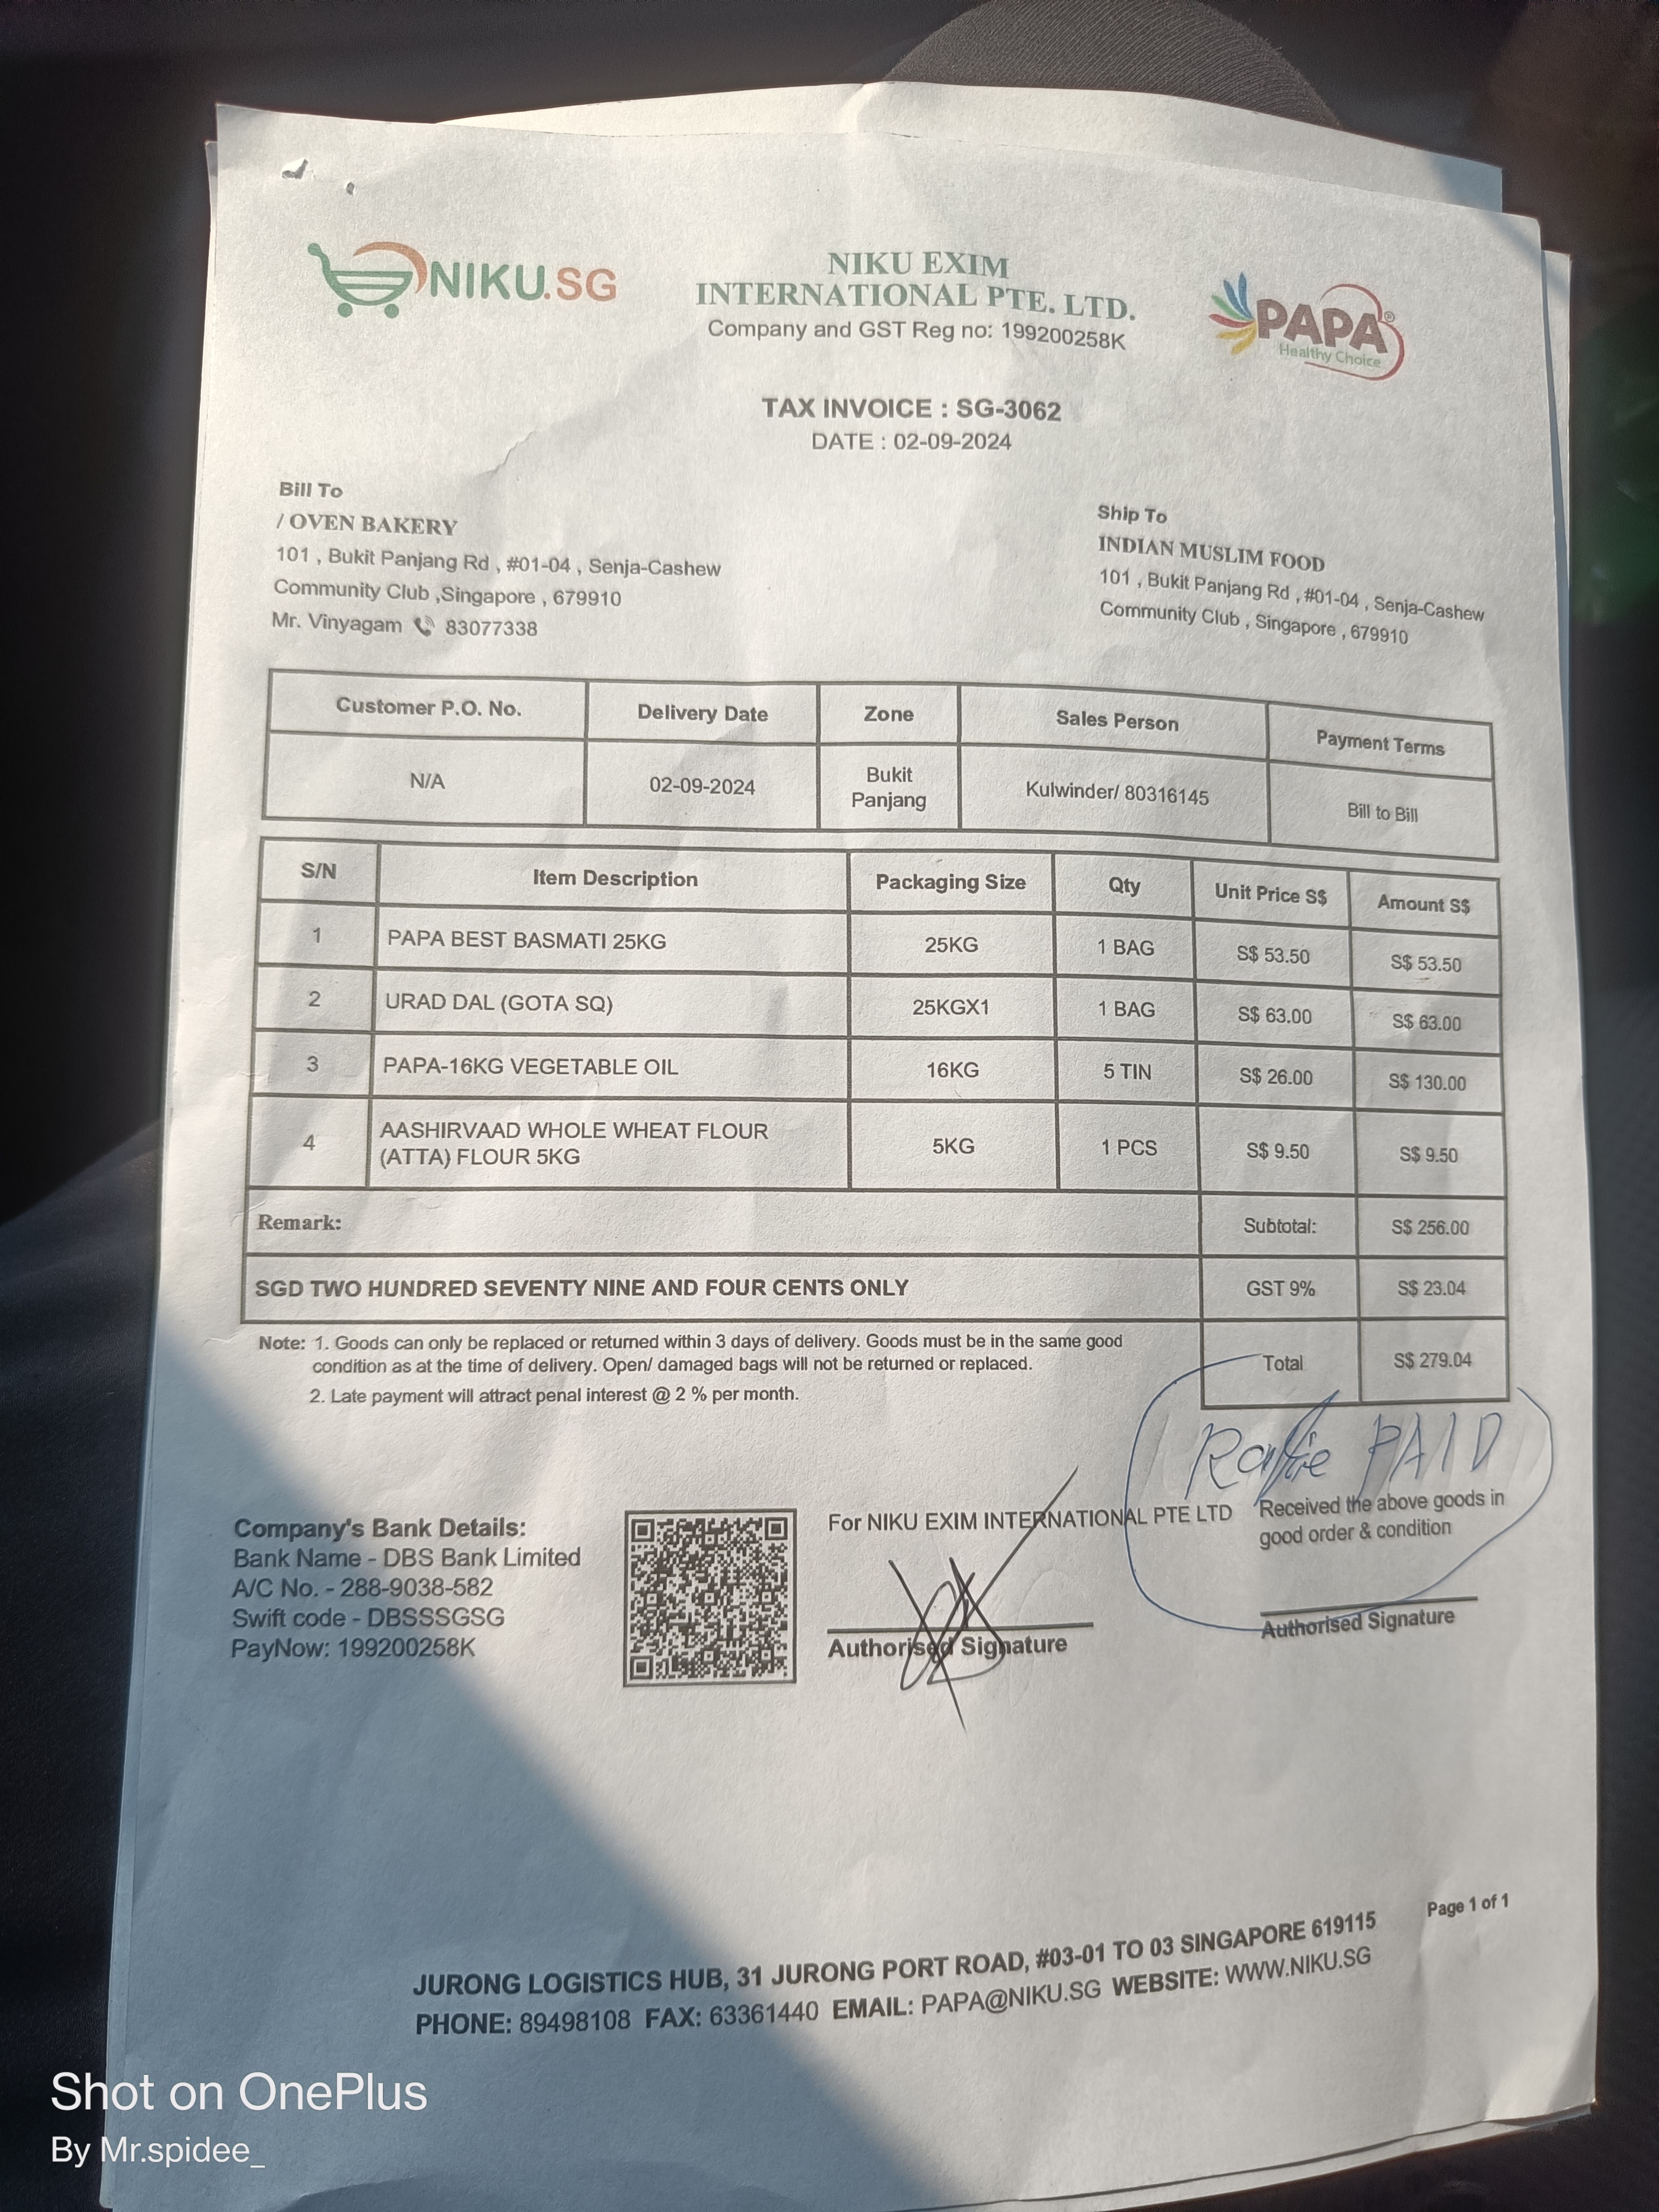 NIKU.SG
NIKU EXIM
INTERNATIONAL PTE. LTD.
Company and GST Reg no: 199200258K
PAPA®
Healthy Choice
TAX INVOICE : SG-3062
DATE : 02-09-2024
Bill To
/ OVEN BAKERY
101 , Bukit Panjang Rd , #01-04 , Senja-Cashew
Community Club ,Singapore , 679910
Mr. Vinyagam 83077338
Ship To
INDIAN MUSLIM FOOD
101 , Bukit Panjang Rd , #01-04 , Senja-Cashew
Community Club , Singapore , 679910
Customer P.O. No. Delivery Date Zone Sales Person Payment Terms
N/A 02-09-2024 Bukit Panjang Kulwinder/ 80316145 Bill to Bill
S/N Item Description Packaging Size Qty Unit Price S$ Amount S$
1 PAPA BEST BASMATI 25KG 25KG 1 BAG S$ 53.50 S$ 53.50
2 URAD DAL (GOTA SQ) 25KGX1 1 BAG S$ 63.00 S$ 63.00
3 PAPA-16KG VEGETABLE OIL 16KG 5 TIN S$ 26.00 S$ 130.00
4 AASHIRVAAD WHOLE WHEAT FLOUR
(ATTA) FLOUR 5KG 5KG 1 PCS S$ 9.50 S$ 9.50
Remark: Subtotal: S$ 256.00
SGD TWO HUNDRED SEVENTY NINE AND FOUR CENTS ONLY GST 9% S$ 23.04
Total S$ 279.04
Note: 1. Goods can only be replaced or returned within 3 days of delivery. Goods must be in the same good
condition as at the time of delivery. Open/ damaged bags will not be returned or replaced.
2. Late payment will attract penal interest @ 2 % per month.
PAID
Company's Bank Details:
Bank Name - DBS Bank Limited
A/C No. - 288-9038-582
Swift code - DBSSSGSG
PayNow: 199200258K
For NIKU EXIM INTERNATIONAL PTE LTD
Authorised Signature
Received the above goods in
good order & condition
Authorised Signature
Page 1 of 1
JURONG LOGISTICS HUB, 31 JURONG PORT ROAD, #03-01 TO 03 SINGAPORE 619115
PHONE: 89498108 FAX: 63361440 EMAIL: PAPA@NIKU.SG WEBSITE: WWW.NIKU.SG
Shot on OnePlus
By Mr.spidee_